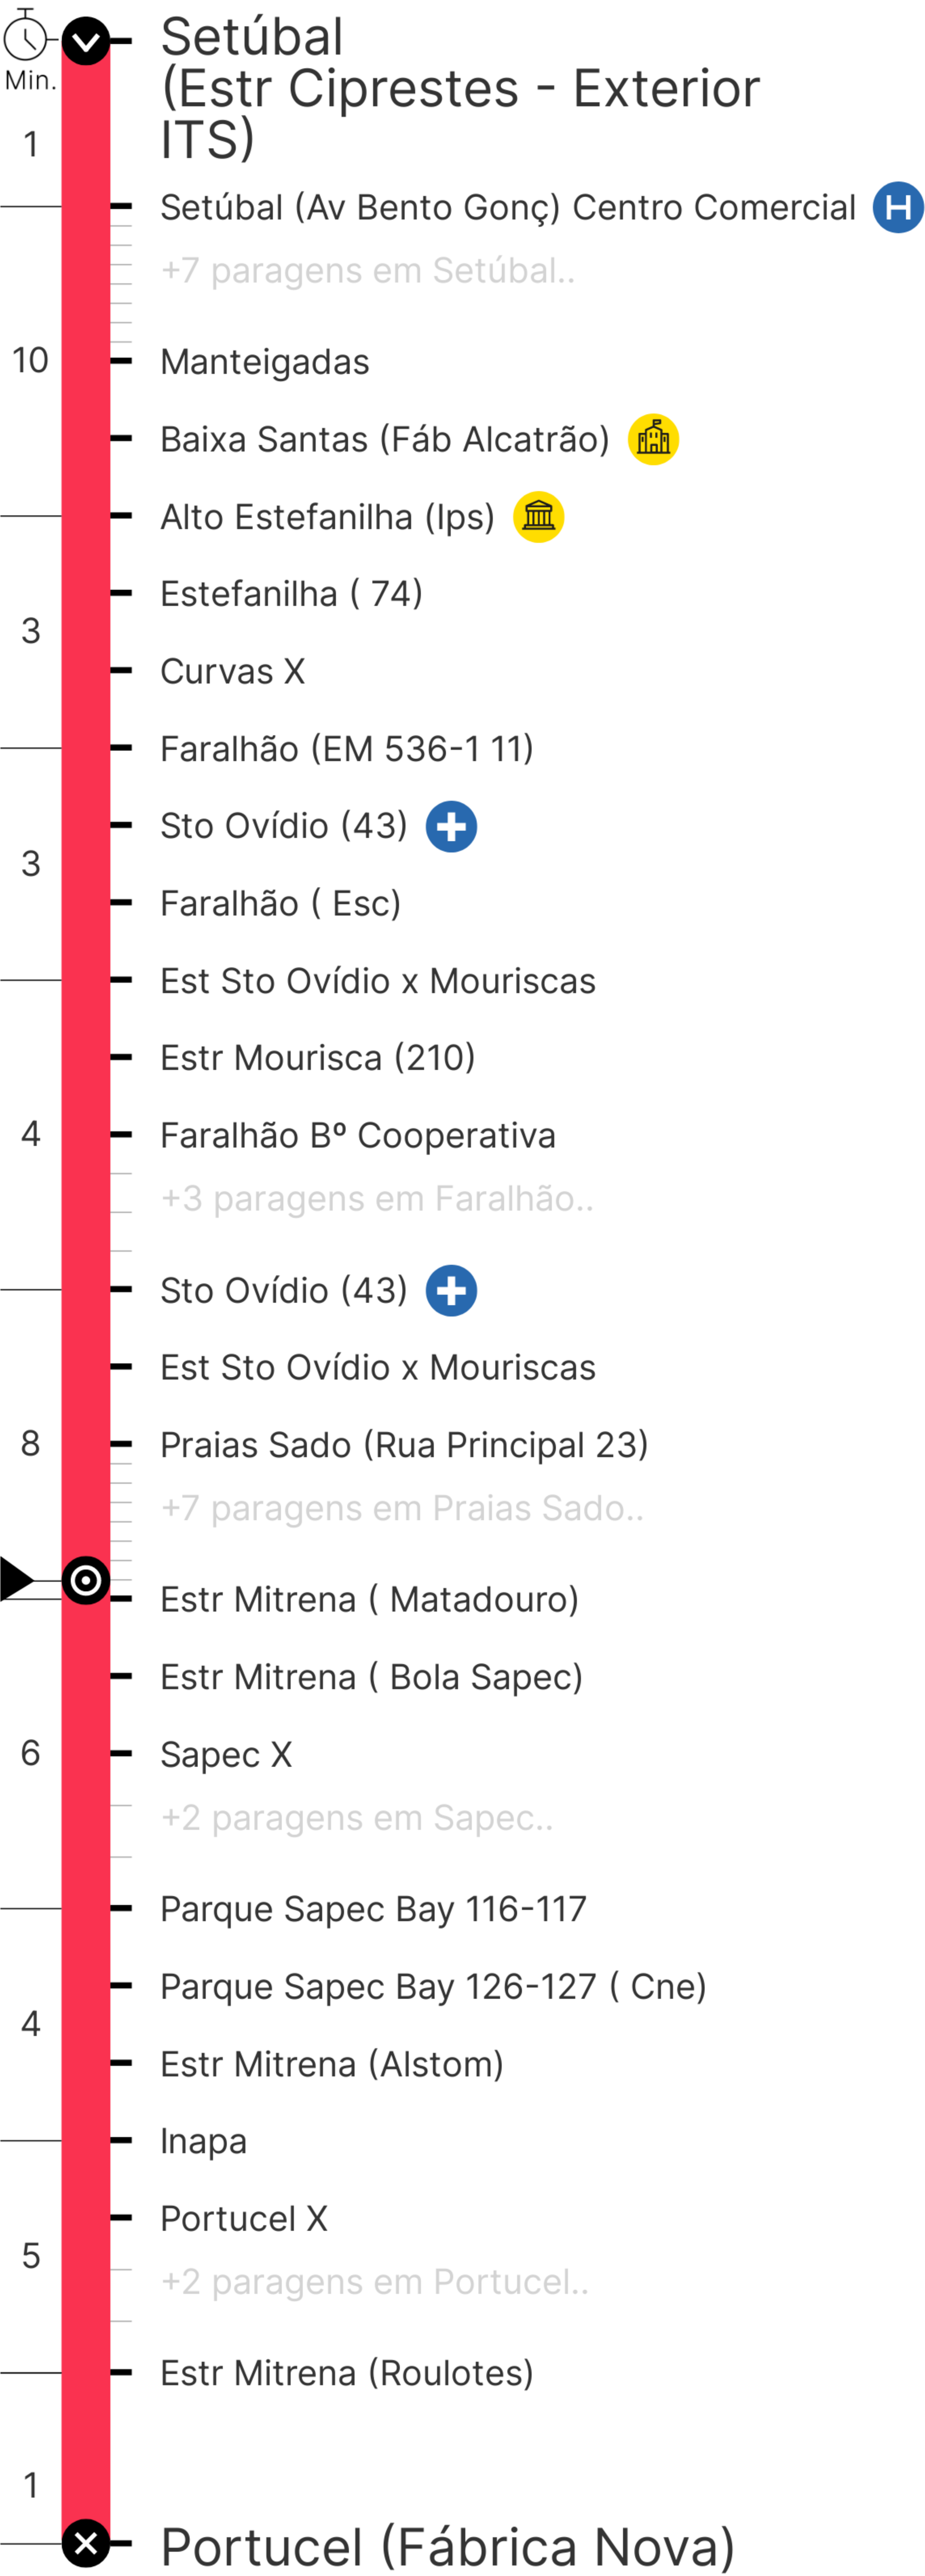 Setúbal
(Estr Ciprestes - Exterior
ITS)
Min.
1
Setúbal (Av Bento Gonç) Centro Comercial H
+7 paragens em Setúbal..
10
Manteigadas
Baixa Santas (Fáb Alcatrão)
Alto Estefanilha (Ips)
Estefanilha ( 74)
3
Curvas X
Faralhão (EM 536-1 11)
Sto Ovídio (43)
3
Faralhão ( Esc)
Est Sto Ovídio x Mouriscas
Estr Mourisca (210)
4
Faralhão Bº Cooperativa
+3 paragens em Faralhão..
Sto Ovídio (43)
Est Sto Ovídio x Mouriscas
8
Praias Sado (Rua Principal 23)
+7 paragens em Praias Sado..
Estr Mitrena ( Matadouro)
Estr Mitrena ( Bola Sapec)
6
Sapec X
+2 paragens em Sapec..
Parque Sapec Bay 116-117
Parque Sapec Bay 126-127 ( Cne)
4
Estr Mitrena (Alstom)
Inapa
Portucel X
5
+2 paragens em Portucel..
Estr Mitrena (Roulotes)
1
Portucel (Fábrica Nova)